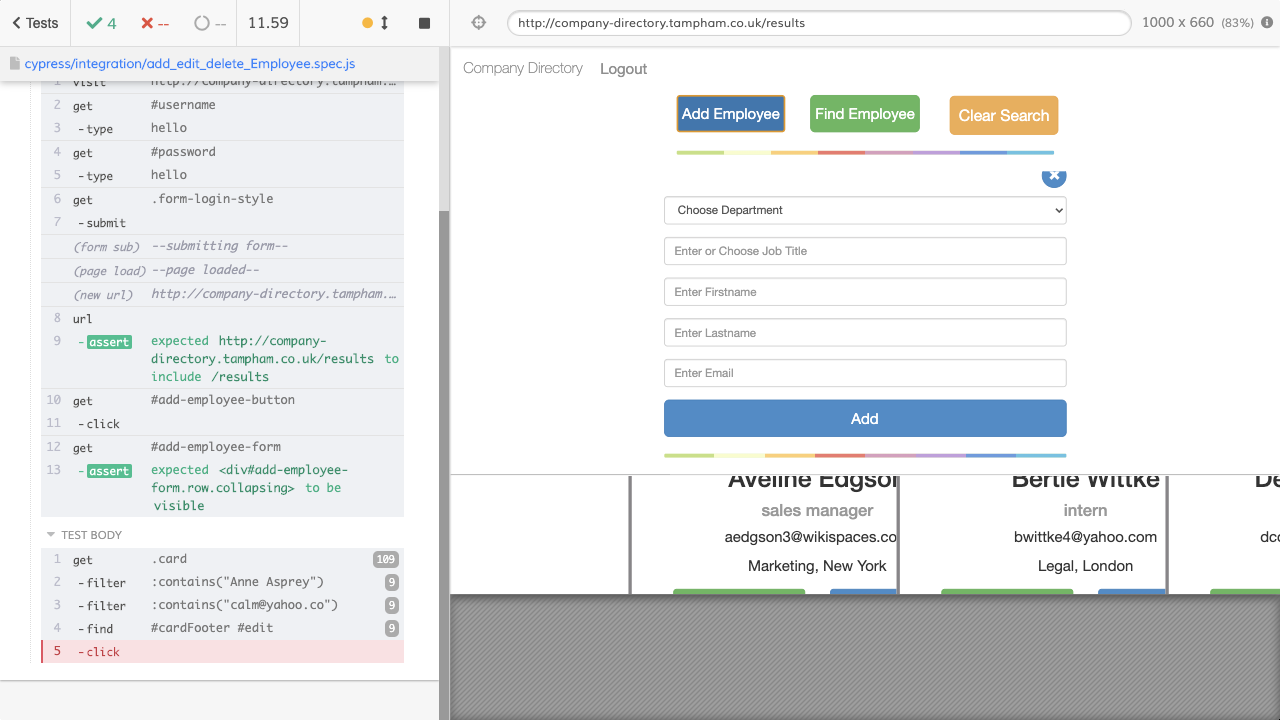 Tests
4
--
--
11.59
http://company-directory.tampham.co.uk/results
1000 x 660 (83%)
cypress/integration/add_edit_delete_Employee.spec.js
1 visit http://company-directory.tampham.…
2 get #username
3 - type hello
4 get #password
5 - type hello
6 get .form-login-style
7 - submit
(form sub) --submitting form--
(page load) --page loaded--
(new url) http://company-directory.tampham.…
8 url
9 - assert expected http://company-
directory.tampham.co.uk/results to
include /results
10 get #add-employee-button
11 - click
12 get #add-employee-form
13 - assert expected <div#add-employee-
form.row.collapsing> to be
visible
TEST BODY
1 get .card 109
2 - filter :contains("Anne Asprey") 9
3 - filter :contains("calm@yahoo.co") 9
4 - find #cardFooter #edit 9
5 - click
Company Directory Logout
Add Employee Find Employee Clear Search
Choose Department
Enter or Choose Job Title
Enter Firstname
Enter Lastname
Enter Email
Add
Aveline Edgson Bertie Wittke De
sales manager intern
aedgson3@wikispaces.co bwittke4@yahoo.com dco
Marketing, New York Legal, London